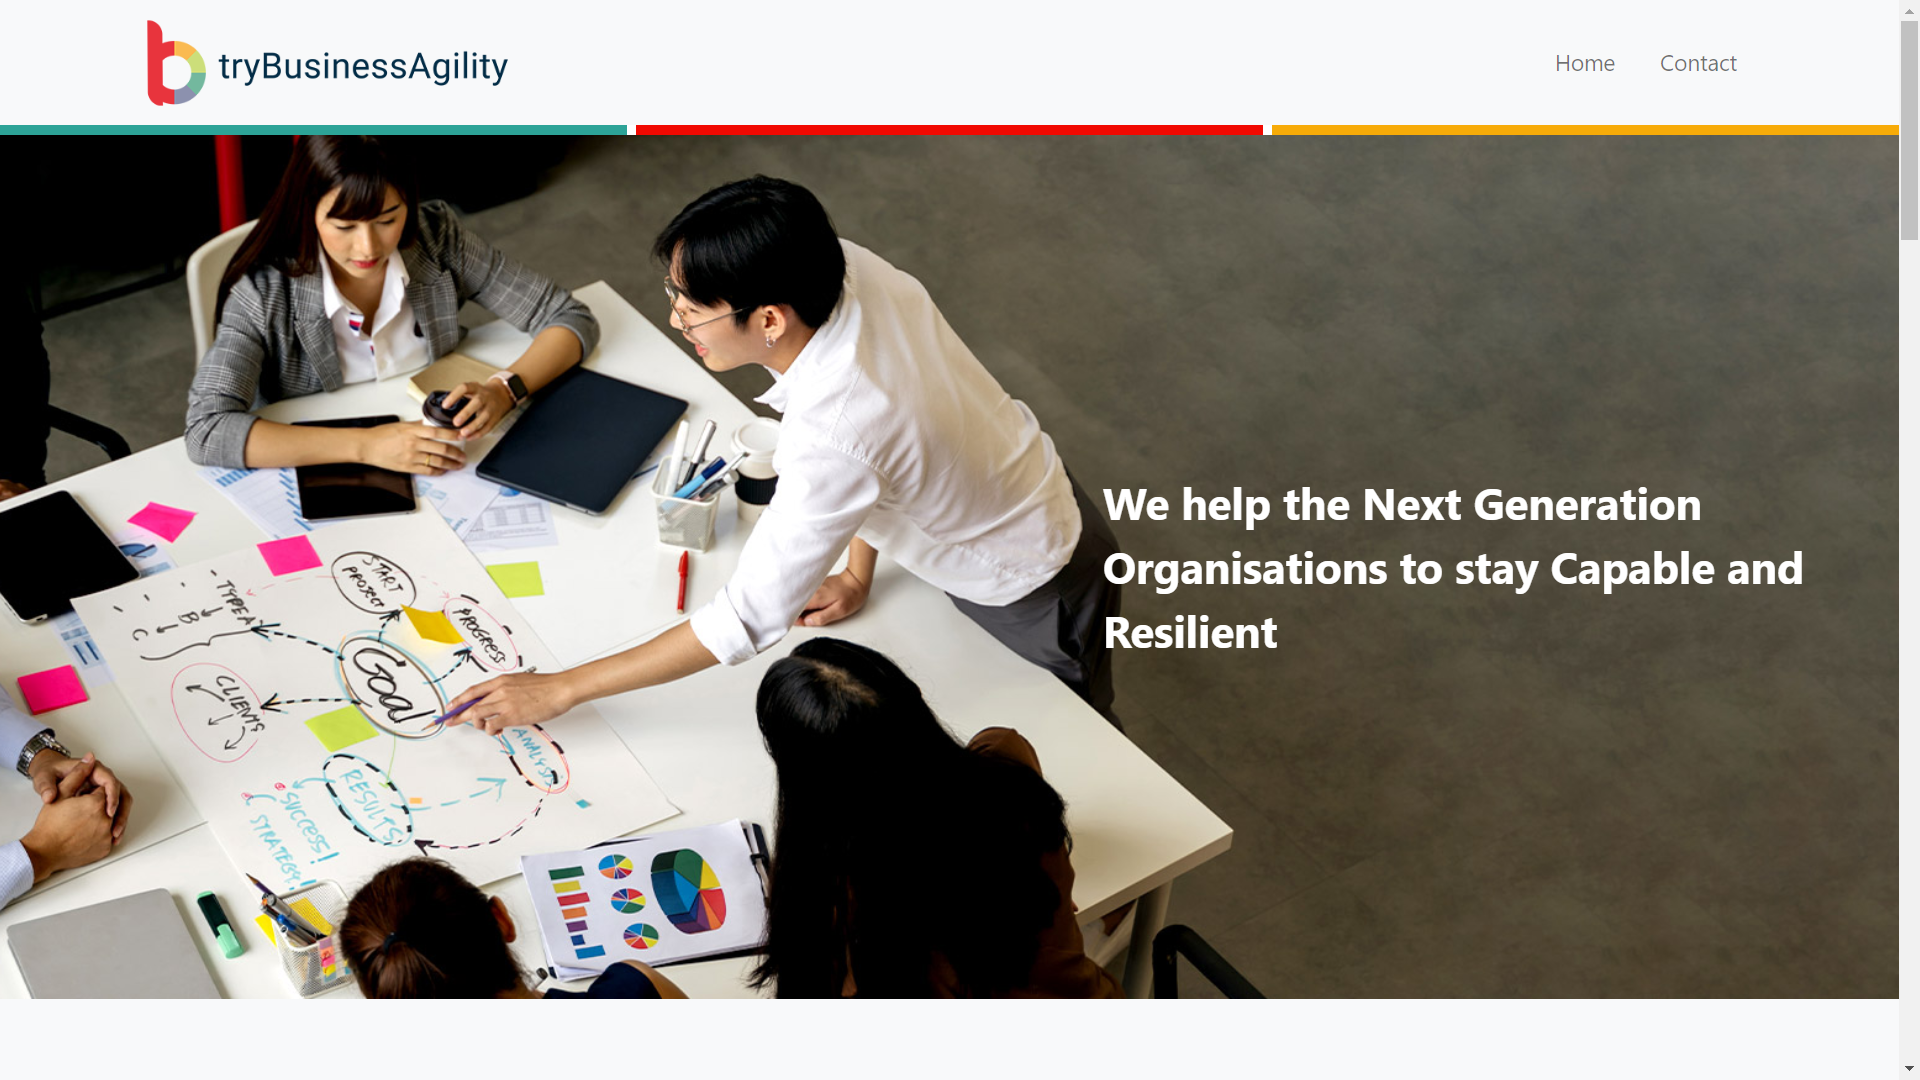 tryBusinessAgility
Home
Contact
We help the Next Generation
Organisations to stay Capable and
Resilient
START
PROJECT
TYPE A
B
C
PROGRESS
Goal
CLIENTS
ANALYSIS
RESULTS
SUCCESS!
STRATEGY!